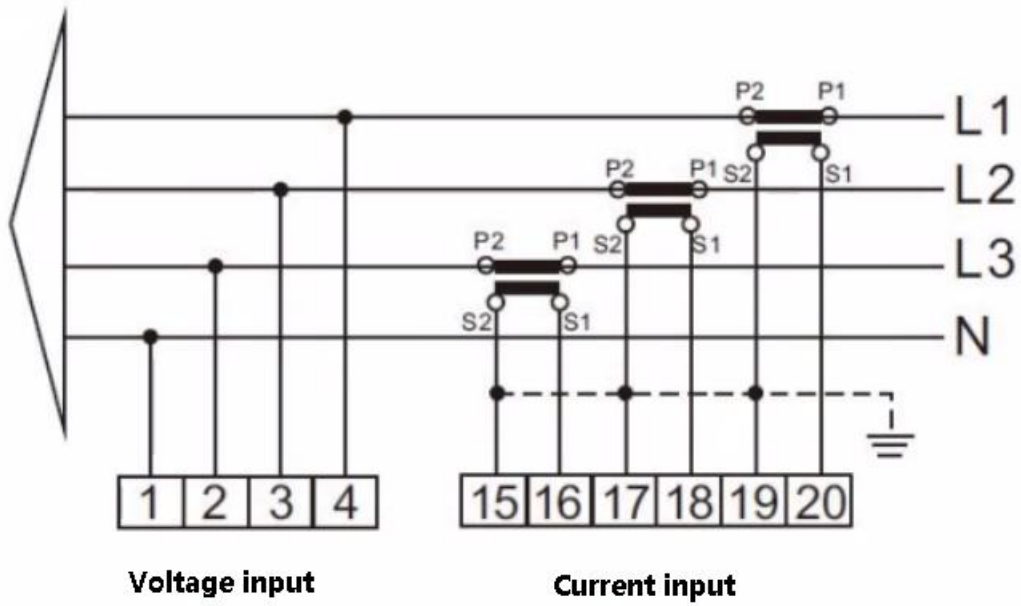 P2 P1 L1
S2 S1
P2 P1 L2
S2 S1
P2 P1 L3
S2 S1
N
1 2 3 4 15 16 17 18 19 20
Voltage input Current input